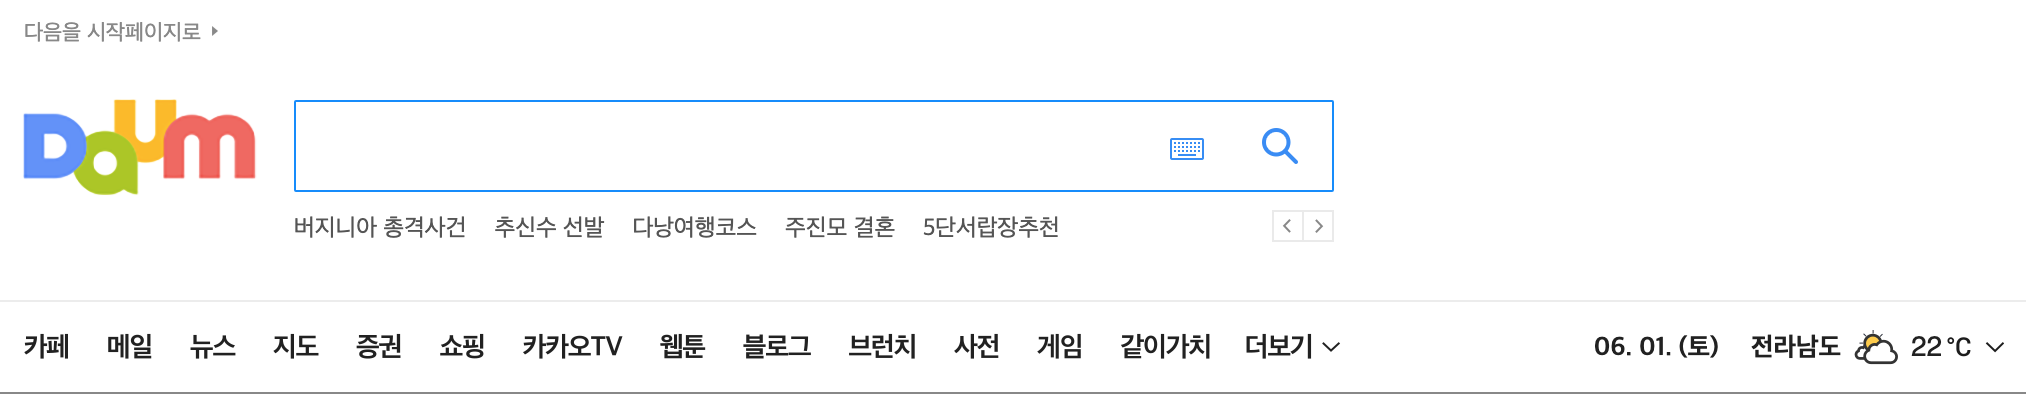 다음을 시작페이지로
Daum
버지니아 총격사건 추신수 선발 다낭여행코스 주진모 결혼 5단서랍장추천
카페 메일 뉴스 지도 증권 쇼핑 카카오TV 웹툰 블로그 브런치 사전 게임 같이가치 더보기 06. 01. (토) 전라남도 22 °C